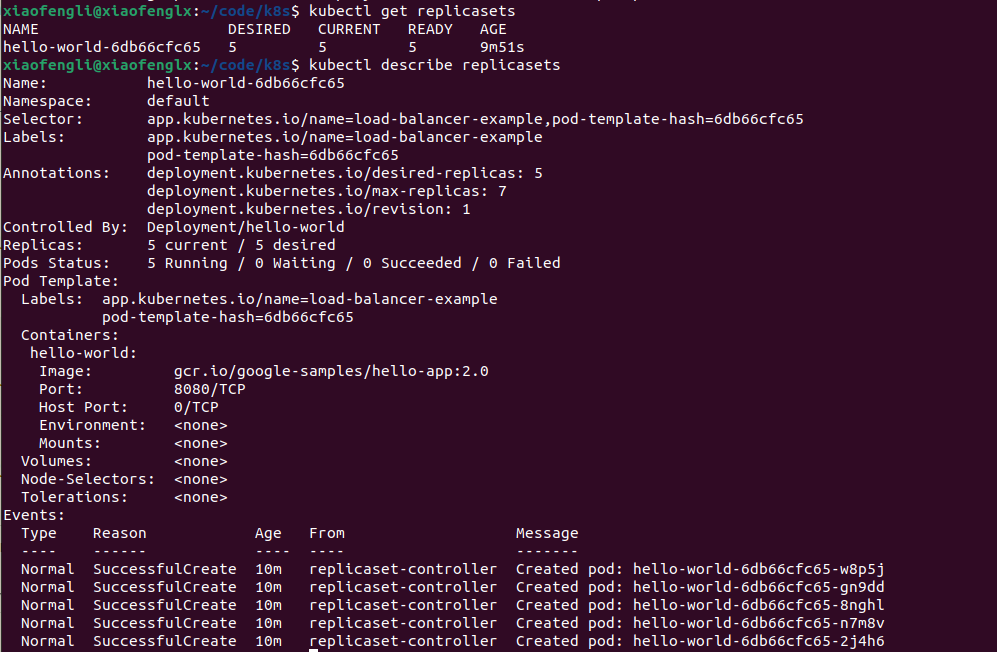 xiaofengli@xiaofenglx:~/code/k8s$ kubectl get replicasets
NAME                     DESIRED   CURRENT   READY   AGE
hello-world-6db66cfc65   5         5         5       9m51s
xiaofengli@xiaofenglx:~/code/k8s$ kubectl describe replicasets
Name:           hello-world-6db66cfc65
Namespace:      default
Selector:       app.kubernetes.io/name=load-balancer-example,pod-template-hash=6db66cfc65
Labels:         app.kubernetes.io/name=load-balancer-example
                pod-template-hash=6db66cfc65
Annotations:    deployment.kubernetes.io/desired-replicas: 5
                deployment.kubernetes.io/max-replicas: 7
                deployment.kubernetes.io/revision: 1
Controlled By:  Deployment/hello-world
Replicas:       5 current / 5 desired
Pods Status:    5 Running / 0 Waiting / 0 Succeeded / 0 Failed
Pod Template:
  Labels:  app.kubernetes.io/name=load-balancer-example
           pod-template-hash=6db66cfc65
  Containers:
   hello-world:
    Image:         gcr.io/google-samples/hello-app:2.0
    Port:          8080/TCP
    Host Port:     0/TCP
    Environment:   <none>
    Mounts:        <none>
  Volumes:         <none>
  Node-Selectors:  <none>
  Tolerations:     <none>
Events:
  Type    Reason            Age   From                   Message
  ----    ------            ----  ----                   -------
  Normal  SuccessfulCreate  10m   replicaset-controller  Created pod: hello-world-6db66cfc65-w8p5j
  Normal  SuccessfulCreate  10m   replicaset-controller  Created pod: hello-world-6db66cfc65-gn9dd
  Normal  SuccessfulCreate  10m   replicaset-controller  Created pod: hello-world-6db66cfc65-8nghl
  Normal  SuccessfulCreate  10m   replicaset-controller  Created pod: hello-world-6db66cfc65-n7m8v
  Normal  SuccessfulCreate  10m   replicaset-controller  Created pod: hello-world-6db66cfc65-2j4h6